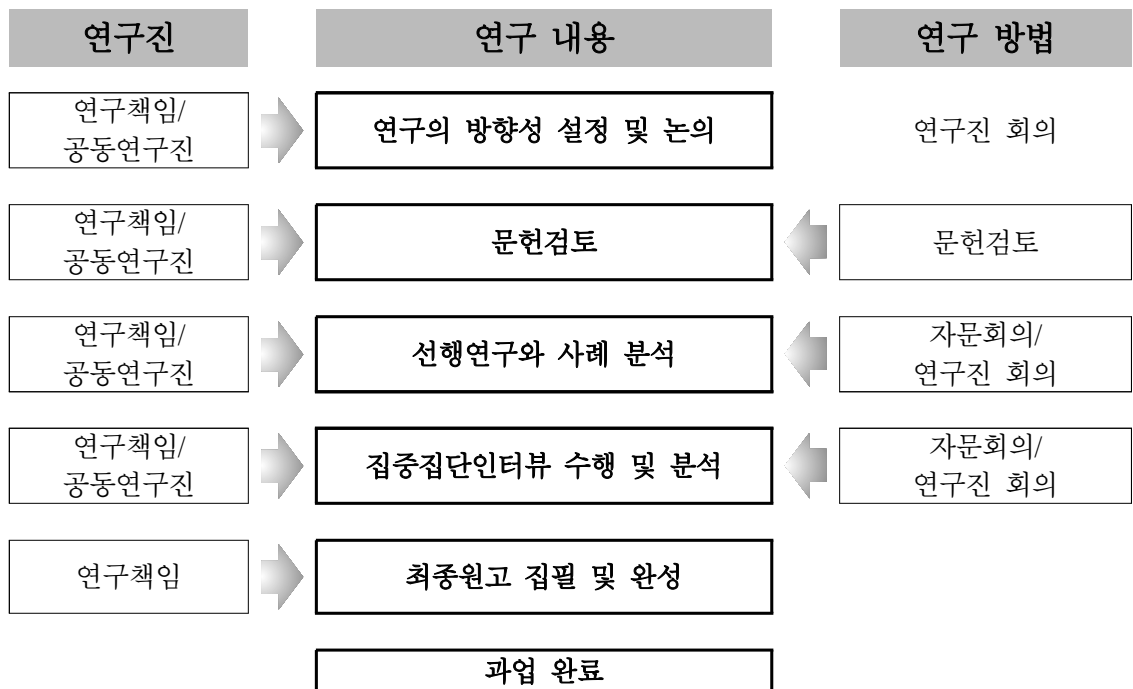 연구진
연구 내용
연구 방법
연구책임/
공동연구진
연구의 방향성 설정 및 논의
연구진 회의
연구책임/
공동연구진
문헌검토
문헌검토
연구책임/
공동연구진
선행연구와 사례 분석
자문회의/
연구진 회의
연구책임/
공동연구진
집중집단인터뷰 수행 및 분석
자문회의/
연구진 회의
연구책임
최종원고 집필 및 완성
과업 완료